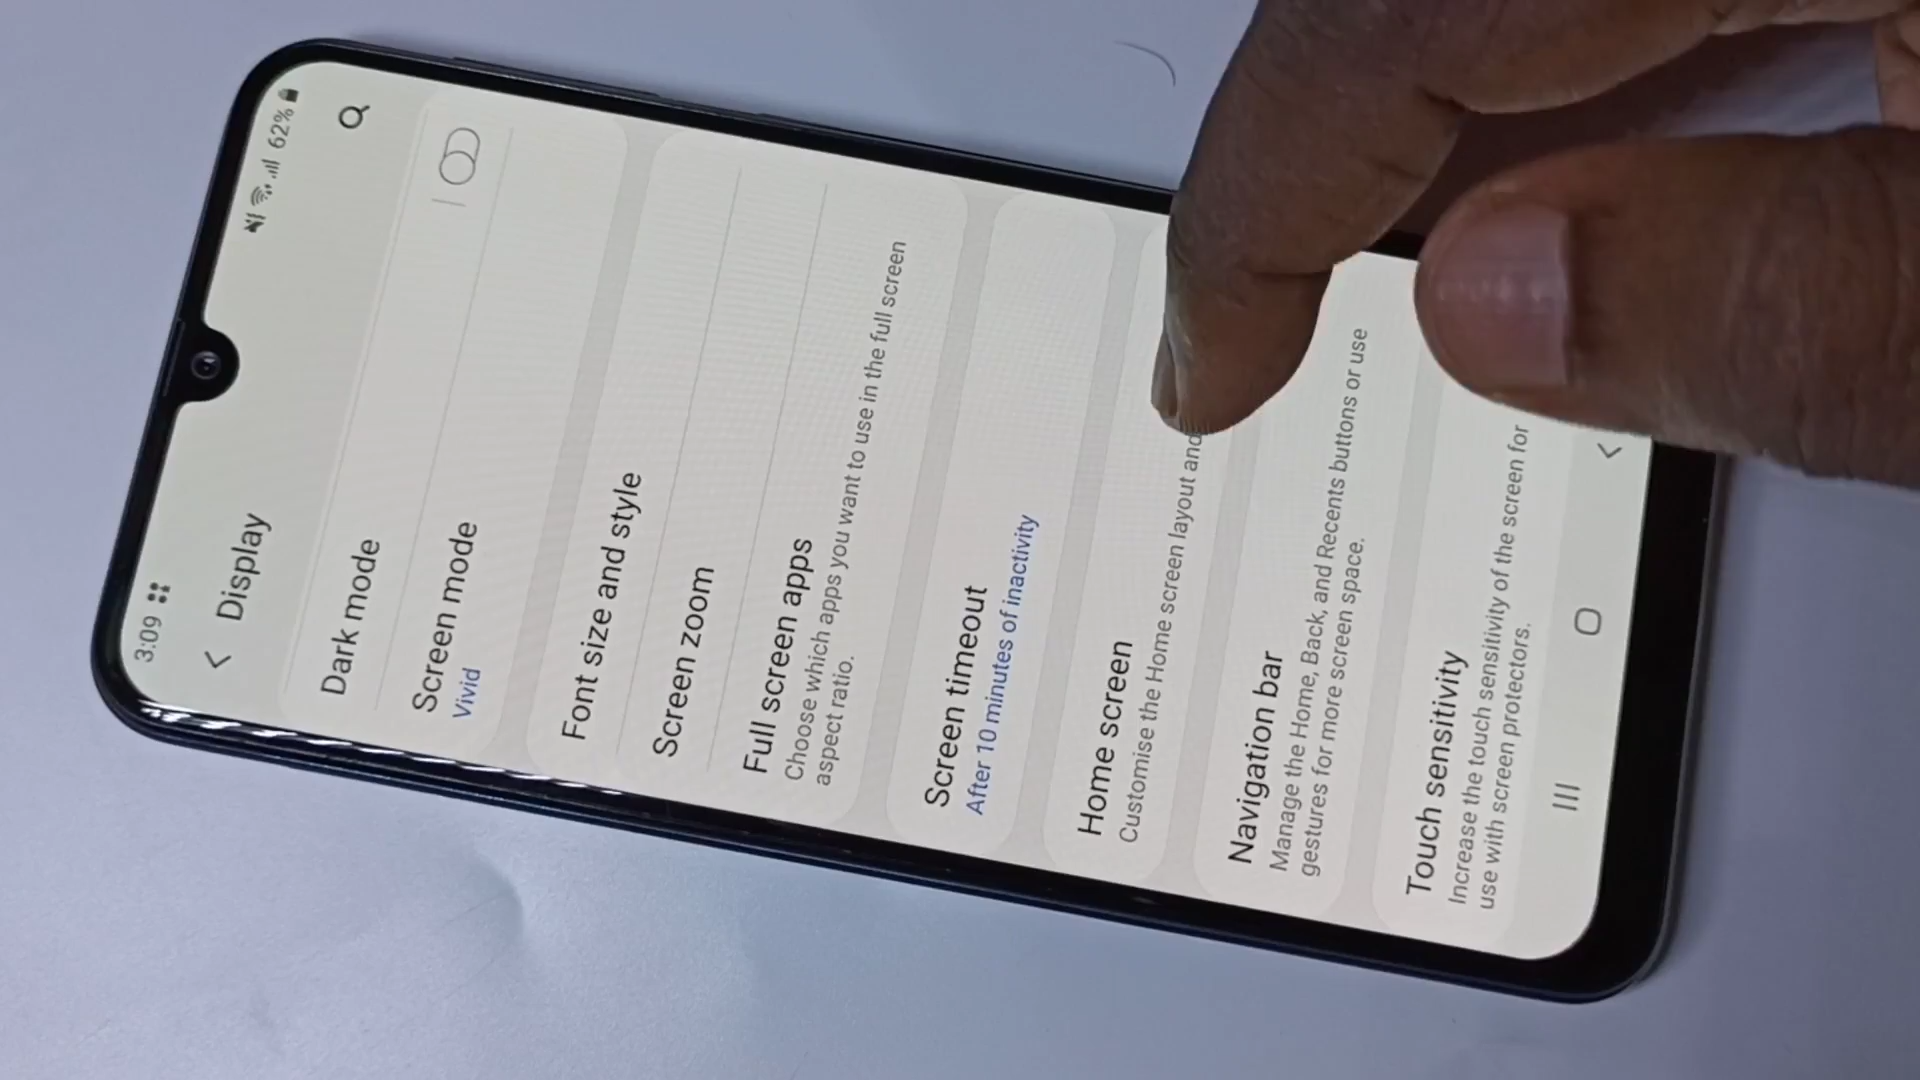 3:09
62%
Display
Dark mode
Screen mode
Vivid
Font size and style
Screen zoom
Full screen apps
Choose which apps you want to use in the full screen
aspect ratio.
Screen timeout
After 10 minutes of inactivity
Home screen
Customise the Home screen layout and
Navigation bar
Manage the Home, Back, and Recents buttons or use
gestures for more screen space.
Touch sensitivity
Increase the touch sensitivity of the screen for
use with screen protectors.